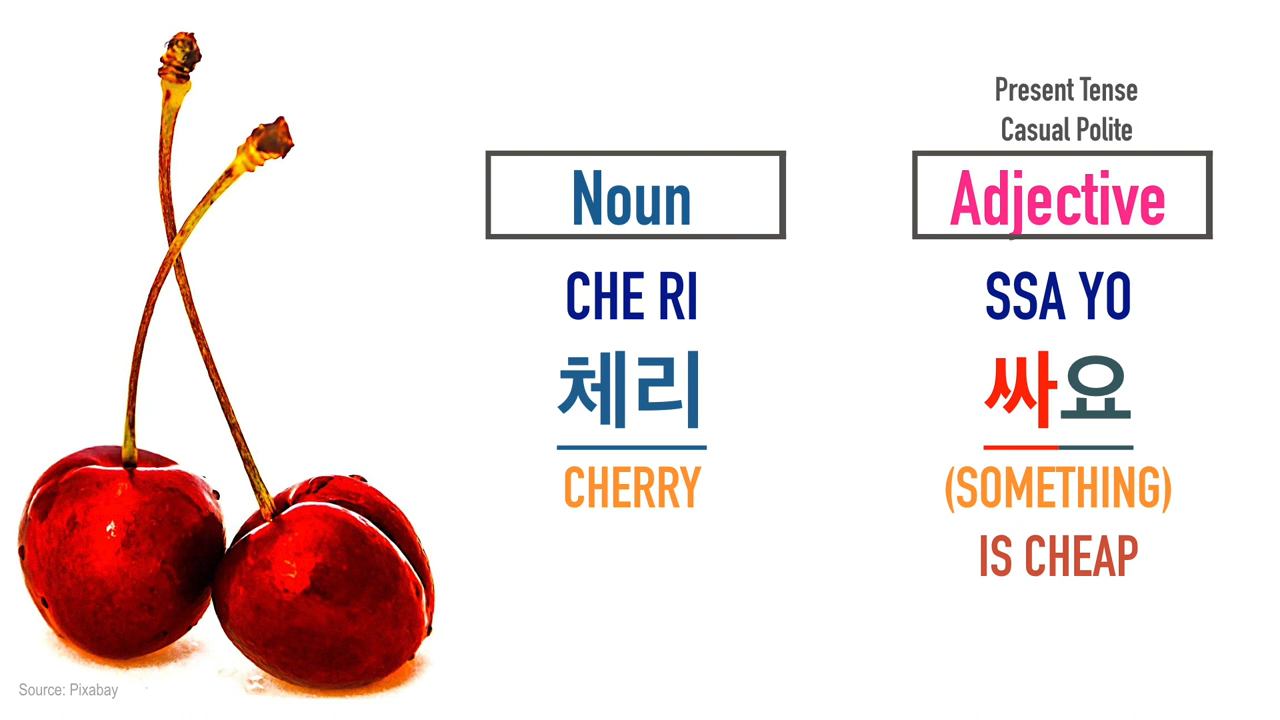 Present Tense
Casual Polite
Noun
Adjective
CHE RI
SSA YO
체리
싸요
CHERRY
(SOMETHING)
IS CHEAP
Source: Pixabay